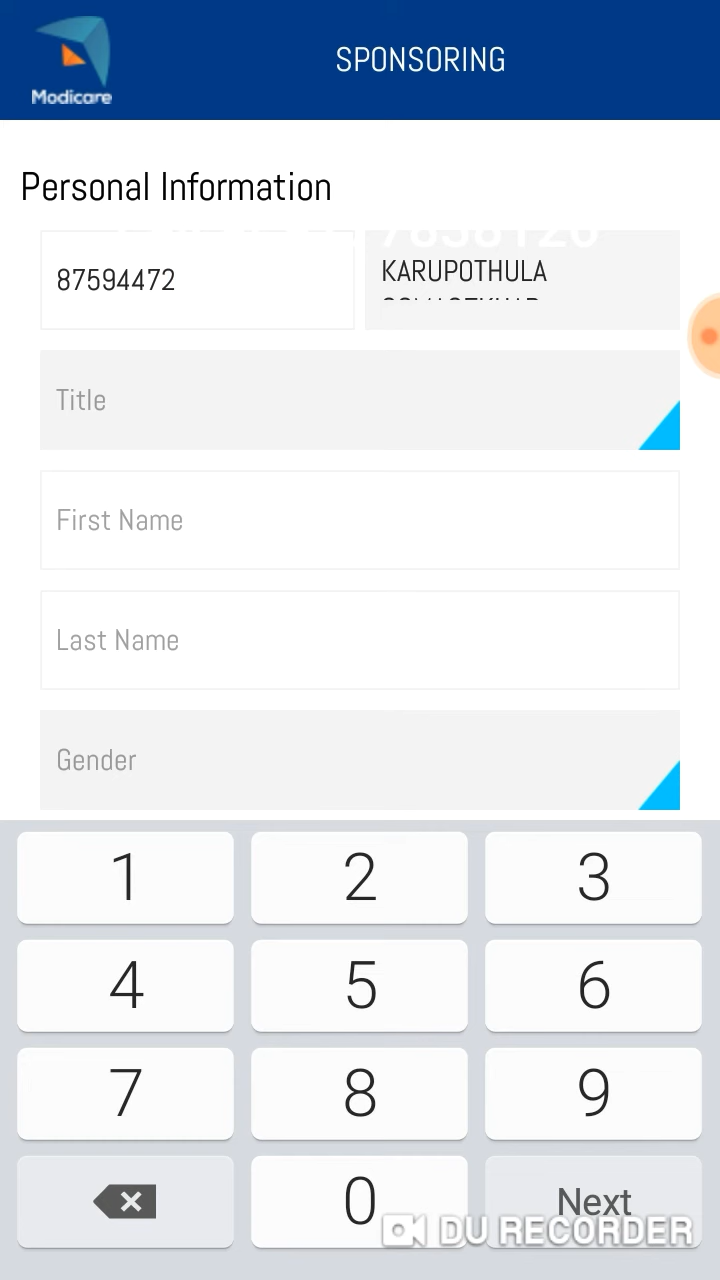 Modicare
SPONSORING
Personal Information
87594472
KARUPOTHULA
Title
First Name
Last Name
Gender
1 2 3
4 5 6
7 8 9
0 Next
DU RECORDER